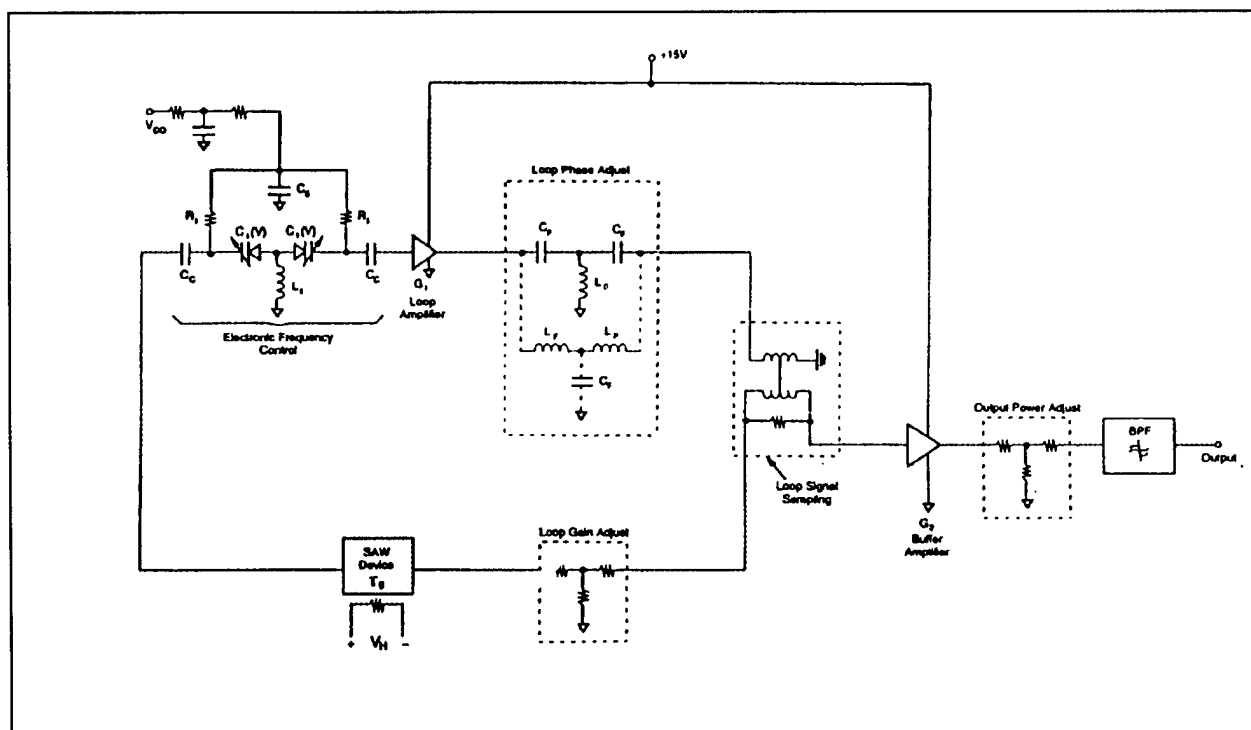 +15V
V_CO
C_S
R_1
R_1
C_1(V)
C_1(V)
C_C
C_C
L_1
Electronic Frequency
Control
G_1
Loop
Amplifier
Loop Phase Adjust
C_P
C_P
L_P
L_P
L_P
C_P
Loop Signal
Sampling
G_2
Buffer
Amplifier
Output Power Adjust
BPF
Output
Loop Gain Adjust
SAW
Device
T_S
+ V_H -